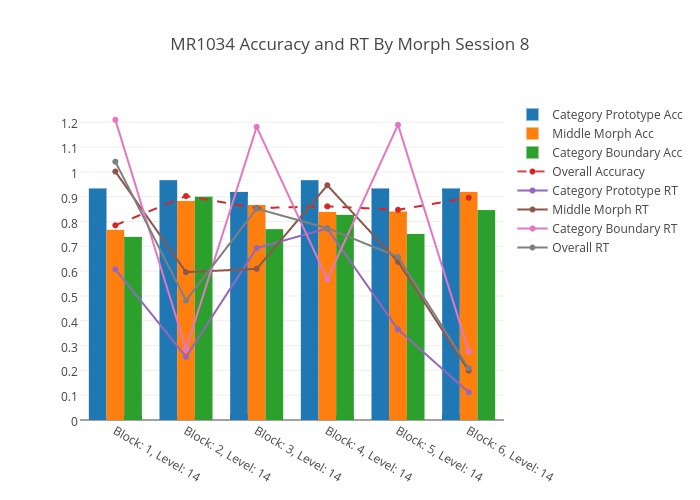 MR1034 Accuracy and RT By Morph Session 8
1.2
1.1
1
0.9
0.8
0.7
0.6
0.5
0.4
0.3
0.2
0.1
0
Block: 1, Level: 14
Block: 2, Level: 14
Block: 3, Level: 14
Block: 4, Level: 14
Block: 5, Level: 14
Block: 6, Level: 14
Category Prototype Acc
Middle Morph Acc
Category Boundary Acc
Overall Accuracy
Category Prototype RT
Middle Morph RT
Category Boundary RT
Overall RT